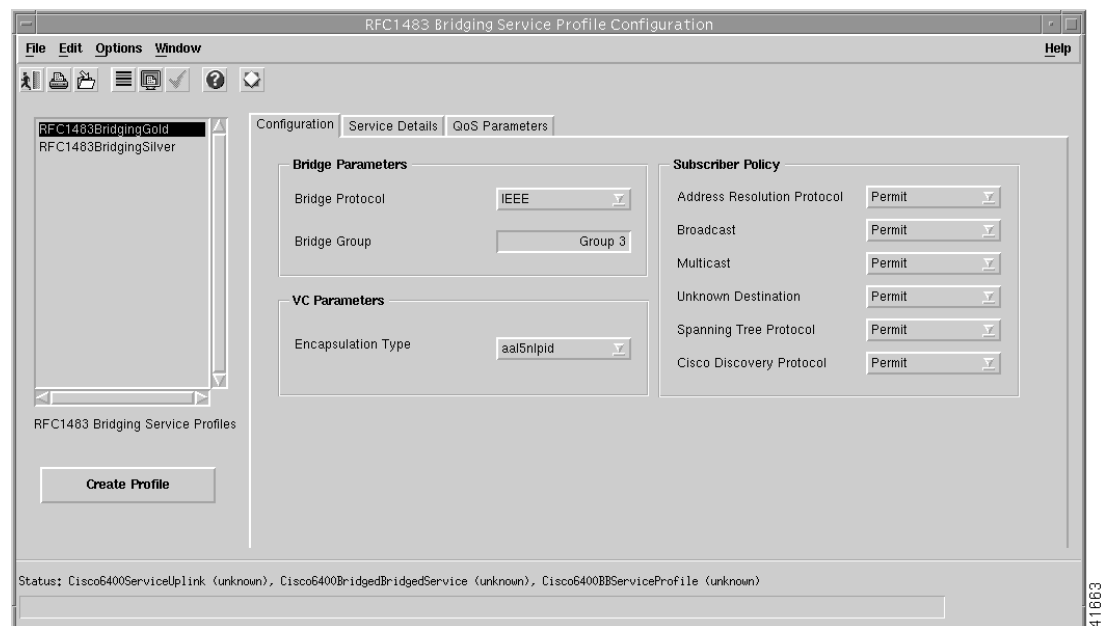 RFC1483 Bridging Service Profile Configuration
File Edit Options Window Help
RFC1483BridgingGold
RFC1483BridgingSilver
RFC1483 Bridging Service Profiles
Create Profile
Configuration Service Details QoS Parameters
Bridge Parameters
Bridge Protocol IEEE
Bridge Group Group 3
VC Parameters
Encapsulation Type aal5nlpid
Subscriber Policy
Address Resolution Protocol Permit
Broadcast Permit
Multicast Permit
Unknown Destination Permit
Spanning Tree Protocol Permit
Cisco Discovery Protocol Permit
Status: Cisco6400ServiceUplink (unknown), Cisco6400BridgedBridgedService (unknown), Cisco6400BBServiceProfile (unknown)
41663